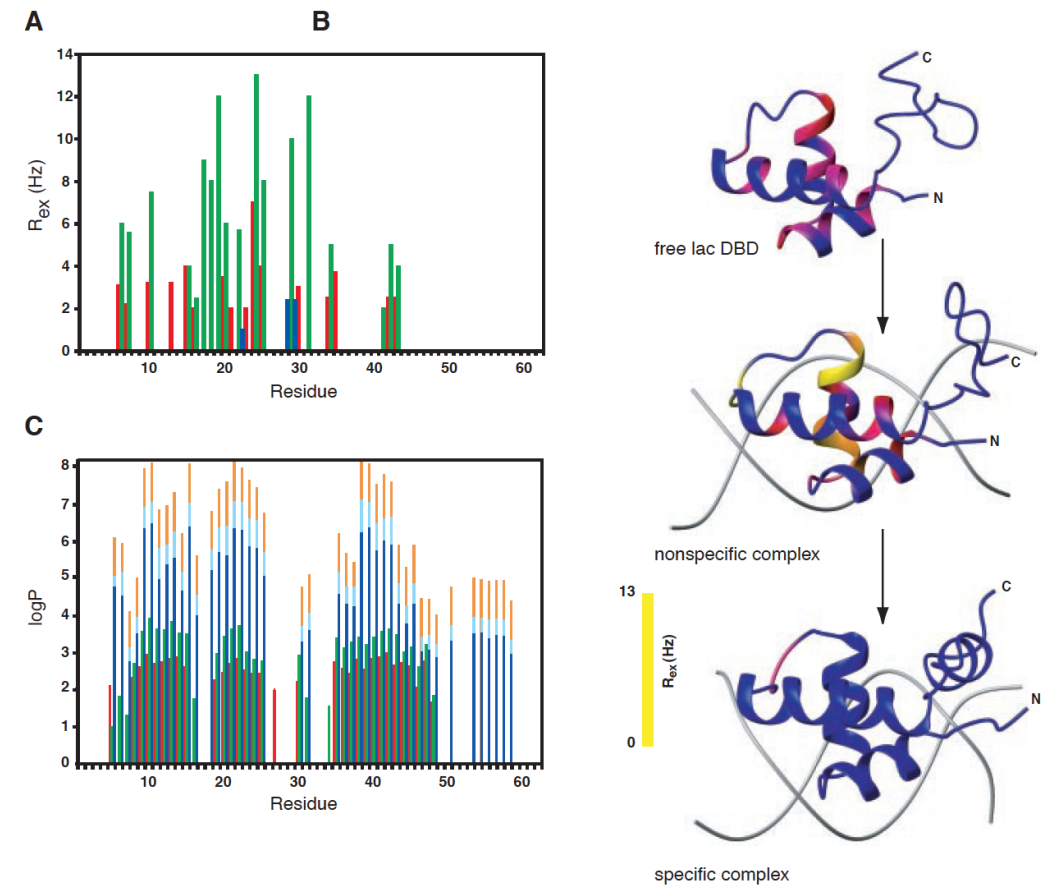 A
B
14
12
10
8
6
4
2
0
Rex (Hz)
10
20
30
40
50
60
Residue
C
8
7
6
5
4
3
2
1
0
logP
10
20
30
40
50
60
Residue
C
N
free lac DBD
C
N
nonspecific complex
13
0
Rex (Hz)
C
N
specific complex